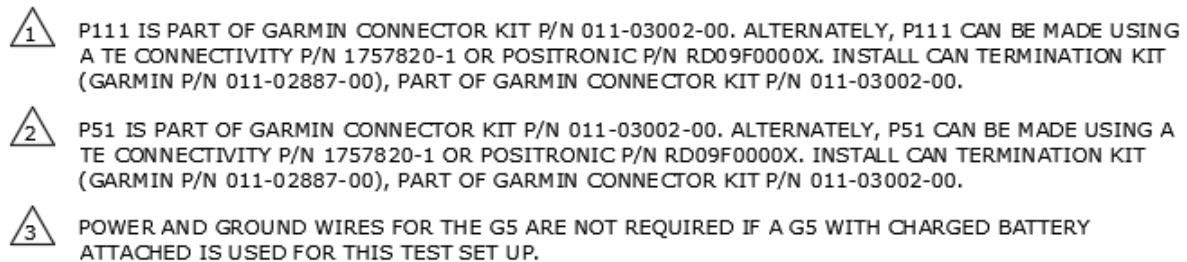 1 P111 IS PART OF GARMIN CONNECTOR KIT P/N 011-03002-00. ALTERNATELY, P111 CAN BE MADE USING
A TE CONNECTIVITY P/N 1757820-1 OR POSITRONIC P/N RD09F0000X. INSTALL CAN TERMINATION KIT
(GARMIN P/N 011-02887-00), PART OF GARMIN CONNECTOR KIT P/N 011-03002-00.
2 P51 IS PART OF GARMIN CONNECTOR KIT P/N 011-03002-00. ALTERNATELY, P51 CAN BE MADE USING A
TE CONNECTIVITY P/N 1757820-1 OR POSITRONIC P/N RD09F0000X. INSTALL CAN TERMINATION KIT
(GARMIN P/N 011-02887-00), PART OF GARMIN CONNECTOR KIT P/N 011-03002-00.
3 POWER AND GROUND WIRES FOR THE G5 ARE NOT REQUIRED IF A G5 WITH CHARGED BATTERY
ATTACHED IS USED FOR THIS TEST SET UP.